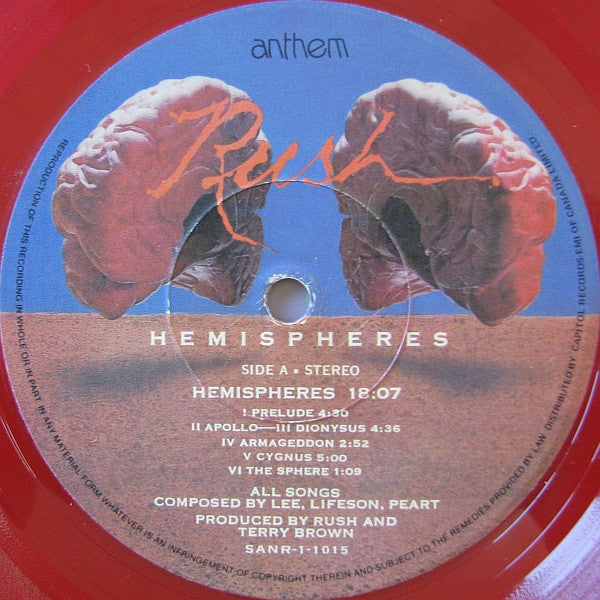 anthem
Rush
HEMISPHERES
SIDE A • STEREO
HEMISPHERES 18:07
I PRELUDE 4:30
II APOLLO—III DIONYSUS 4:36
IV ARMAGEDDON 2:52
V CYGNUS 5:00
VI THE SPHERE 1:09
ALL SONGS
COMPOSED BY LEE, LIFESON, PEART
PRODUCED BY RUSH AND
TERRY BROWN
SANR-1-1015
REPRODUCTION OF THIS RECORDING IN WHOLE OR IN PART, IN ANY MATERIAL FORM WHATEVER IS AN INFRINGEMENT OF COPYRIGHT THEREIN AND SUBJECT TO THE REMEDIES PROVIDED BY LAW DISTRIBUTED BY CAPITOL RECORDS EMI OF CANADA LIMITED